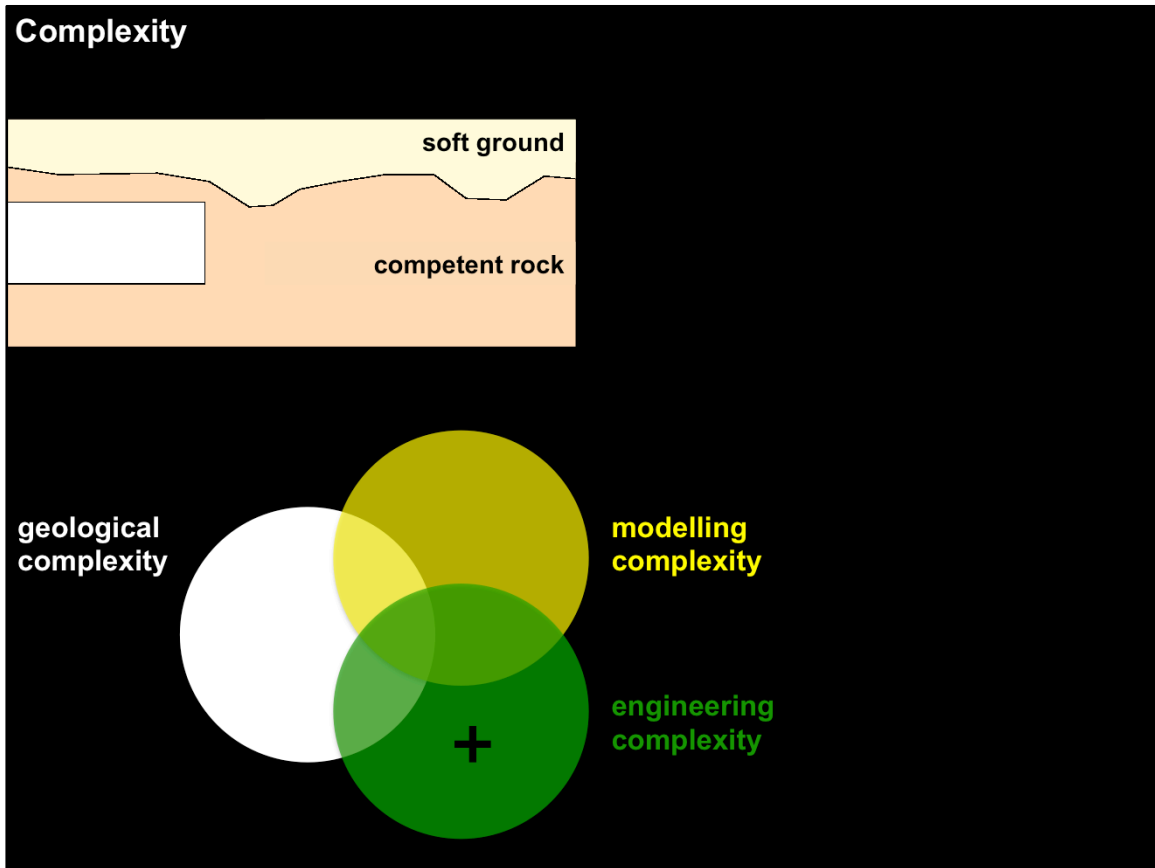 Complexity
soft ground
competent rock
geological
complexity
modelling
complexity
engineering
complexity
+